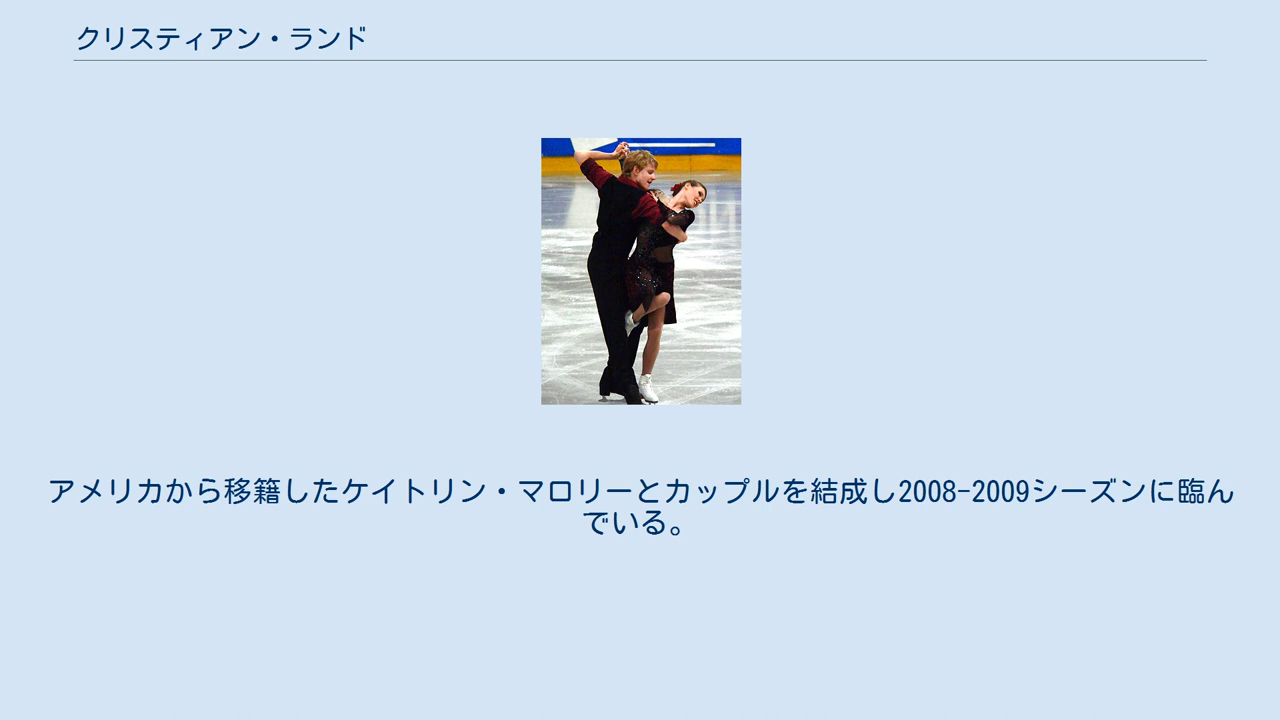 クリスティアン・ランド
アメリカから移籍したケイトリン・マロリーとカップルを結成し2008-2009シーズンに臨ん
でいる。